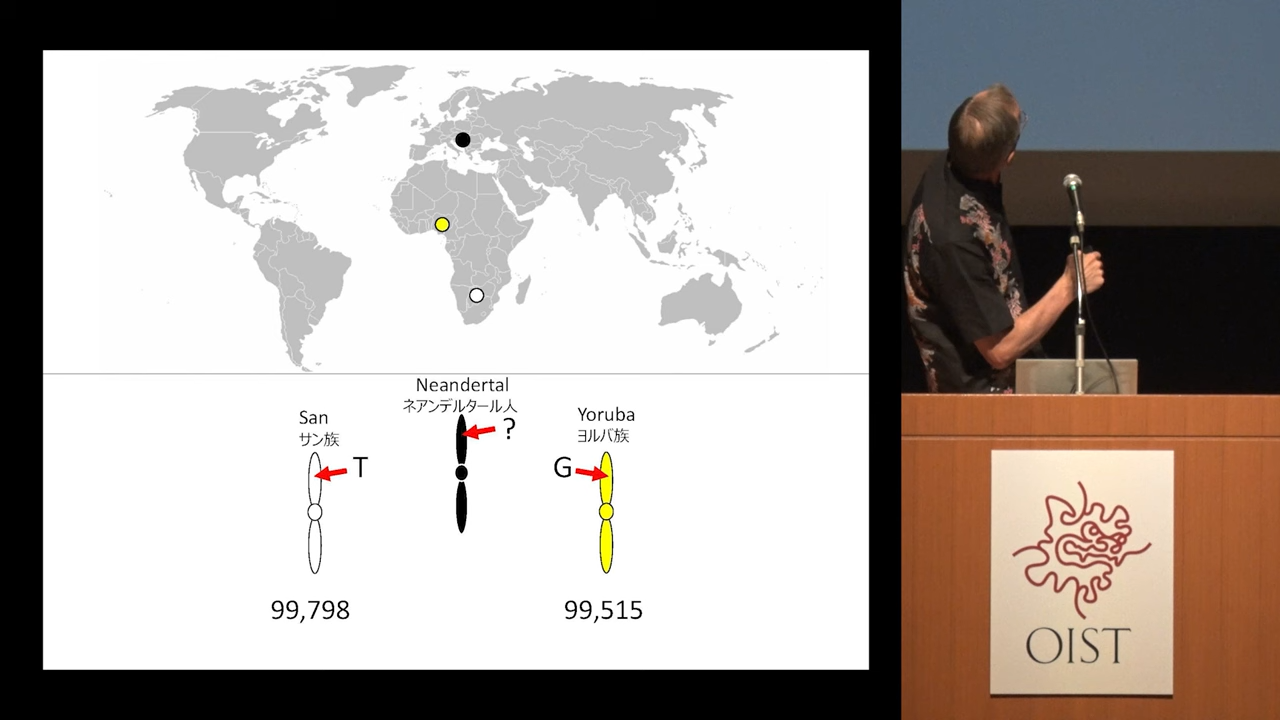 Neandertal
ネアンデルタール人
?
San
サン族
T
Yoruba
ヨルバ族
G
99,798
99,515
OIST